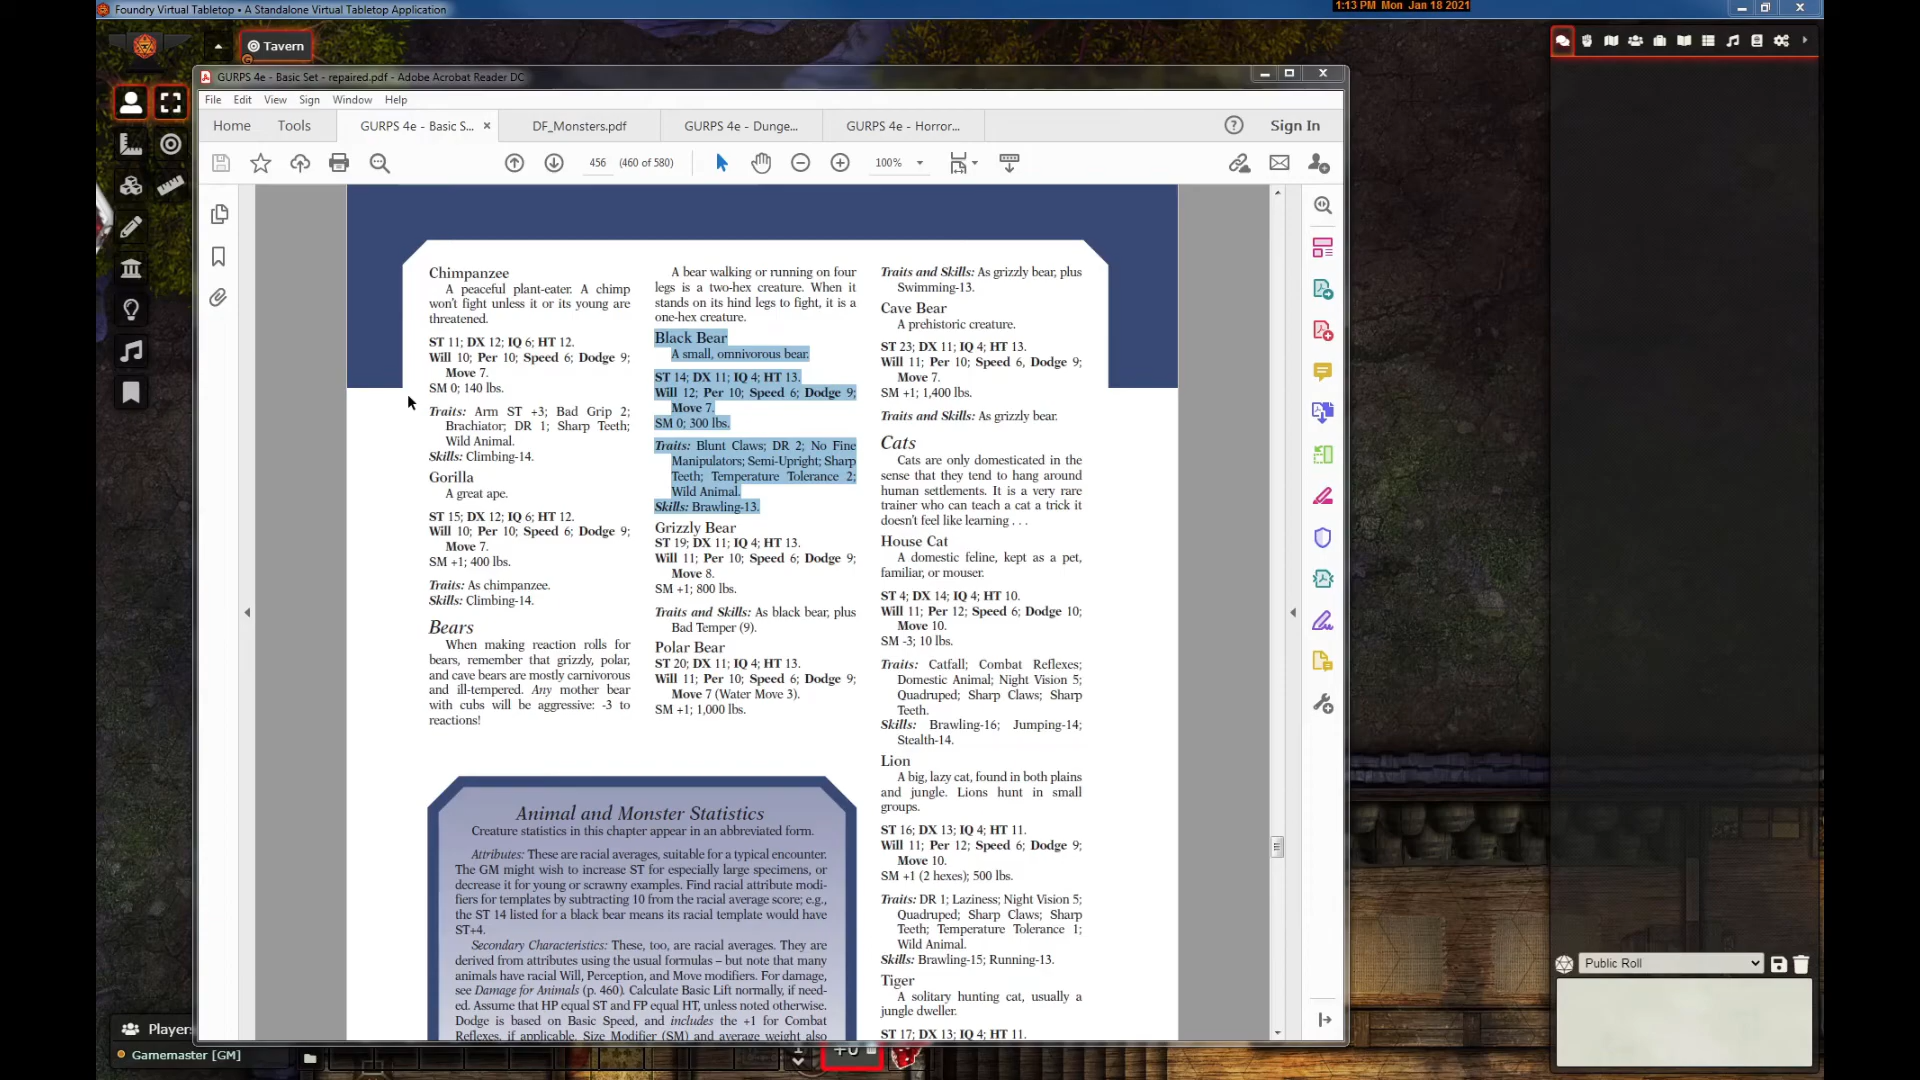 Foundry Virtual Tabletop • A Standalone Virtual Tabletop Application
1:13 PM Mon Jan 18 2021
Tavern
GURPS 4e - Basic Set - repaired.pdf - Adobe Acrobat Reader DC
File Edit View Sign Window Help
Home Tools GURPS 4e - Basic S... × DF_Monsters.pdf GURPS 4e - Dunge... GURPS 4e - Horror... Sign In
456 (460 of 580) 100%
Chimpanzee
A peaceful plant-eater. A chimp
won't fight unless it or its young are
threatened.
ST 11; DX 12; IQ 6; HT 12.
Will 10; Per 10; Speed 6; Dodge 9;
Move 7.
SM 0; 140 lbs.
Traits: Arm ST +3; Bad Grip 2;
Brachiator; DR 1; Sharp Teeth;
Wild Animal.
Skills: Climbing-14.
Gorilla
A great ape.
ST 15; DX 12; IQ 6; HT 12.
Will 10; Per 10; Speed 6; Dodge 9;
Move 7.
SM +1; 400 lbs.
Traits: As chimpanzee.
Skills: Climbing-14.
Bears
When making reaction rolls for
bears, remember that grizzly, polar,
and cave bears are mostly carnivorous
and ill-tempered. Any mother bear
with cubs will be aggressive: -3 to
reactions!
A bear walking or running on four
legs is a two-hex creature. When it
stands on its hind legs to fight, it is a
one-hex creature.
Black Bear
A small, omnivorous bear.
ST 14; DX 11; IQ 4; HT 13.
Will 12; Per 10; Speed 6; Dodge 9;
Move 7.
SM 0; 300 lbs.
Traits: Blunt Claws; DR 2; No Fine
Manipulators; Semi-Upright; Sharp
Teeth; Temperature Tolerance 2;
Wild Animal.
Skills: Brawling-13.
Grizzly Bear
ST 19; DX 11; IQ 4; HT 13.
Will 11; Per 10; Speed 6; Dodge 9;
Move 8.
SM +1; 800 lbs.
Traits and Skills: As black bear, plus
Bad Temper (9).
Polar Bear
ST 20; DX 11; IQ 4; HT 13.
Will 11; Per 10; Speed 6; Dodge 9;
Move 7 (Water Move 3).
SM +1; 1,000 lbs.
Traits and Skills: As grizzly bear, plus
Swimming-13.
Cave Bear
A prehistoric creature.
ST 23; DX 11; IQ 4; HT 13.
Will 11; Per 10; Speed 6, Dodge 9;
Move 7.
SM +1; 1,400 lbs.
Traits and Skills: As grizzly bear.
Cats
Cats are only domesticated in the
sense that they tend to hang around
human settlements. It is a very rare
trainer who can teach a cat a trick it
doesn't feel like learning . . .
House Cat
A domestic feline, kept as a pet,
familiar, or mouser.
ST 4; DX 14; IQ 4; HT 10.
Will 11; Per 12; Speed 6; Dodge 10;
Move 10.
SM -3; 10 lbs.
Traits: Catfall; Combat Reflexes;
Domestic Animal; Night Vision 5;
Quadruped; Sharp Claws; Sharp
Teeth.
Skills: Brawling-16; Jumping-14;
Stealth-14.
Lion
A big, lazy cat, found in both plains
and jungle. Lions hunt in small
groups.
ST 16; DX 13; IQ 4; HT 11.
Will 11; Per 12; Speed 6; Dodge 9;
Move 10.
SM +1 (2 hexes); 500 lbs.
Traits: DR 1; Laziness; Night Vision 5;
Quadruped; Sharp Claws; Sharp
Teeth; Temperature Tolerance 1;
Wild Animal.
Skills: Brawling-15; Running-13.
Tiger
A solitary hunting cat, usually a
jungle dweller.
ST 17; DX 13; IQ 4; HT 11.
Animal and Monster Statistics
Creature statistics in this chapter appear in an abbreviated form.
Attributes: These are racial averages, suitable for a typical encounter.
The GM might wish to increase ST for especially large specimens, or
decrease it for young or scrawny examples. Find racial attribute modi-
fiers for templates by subtracting 10 from the racial average score; e.g.,
the ST 14 listed for a black bear means its racial template would have
ST+4.
Secondary Characteristics: These, too, are racial averages. They are
derived from attributes using the usual formulas – but note that many
animals have racial Will, Perception, and Move modifiers. For damage,
see Damage for Animals (p. 460). Calculate Basic Lift normally, if need-
ed. Assume that HP equal ST and FP equal HT, unless noted otherwise.
Dodge is based on Basic Speed, and includes the +1 for Combat
Reflexes, if applicable. Size Modifier (SM) and average weight also
Public Roll
Players
Gamemaster [GM]
+0